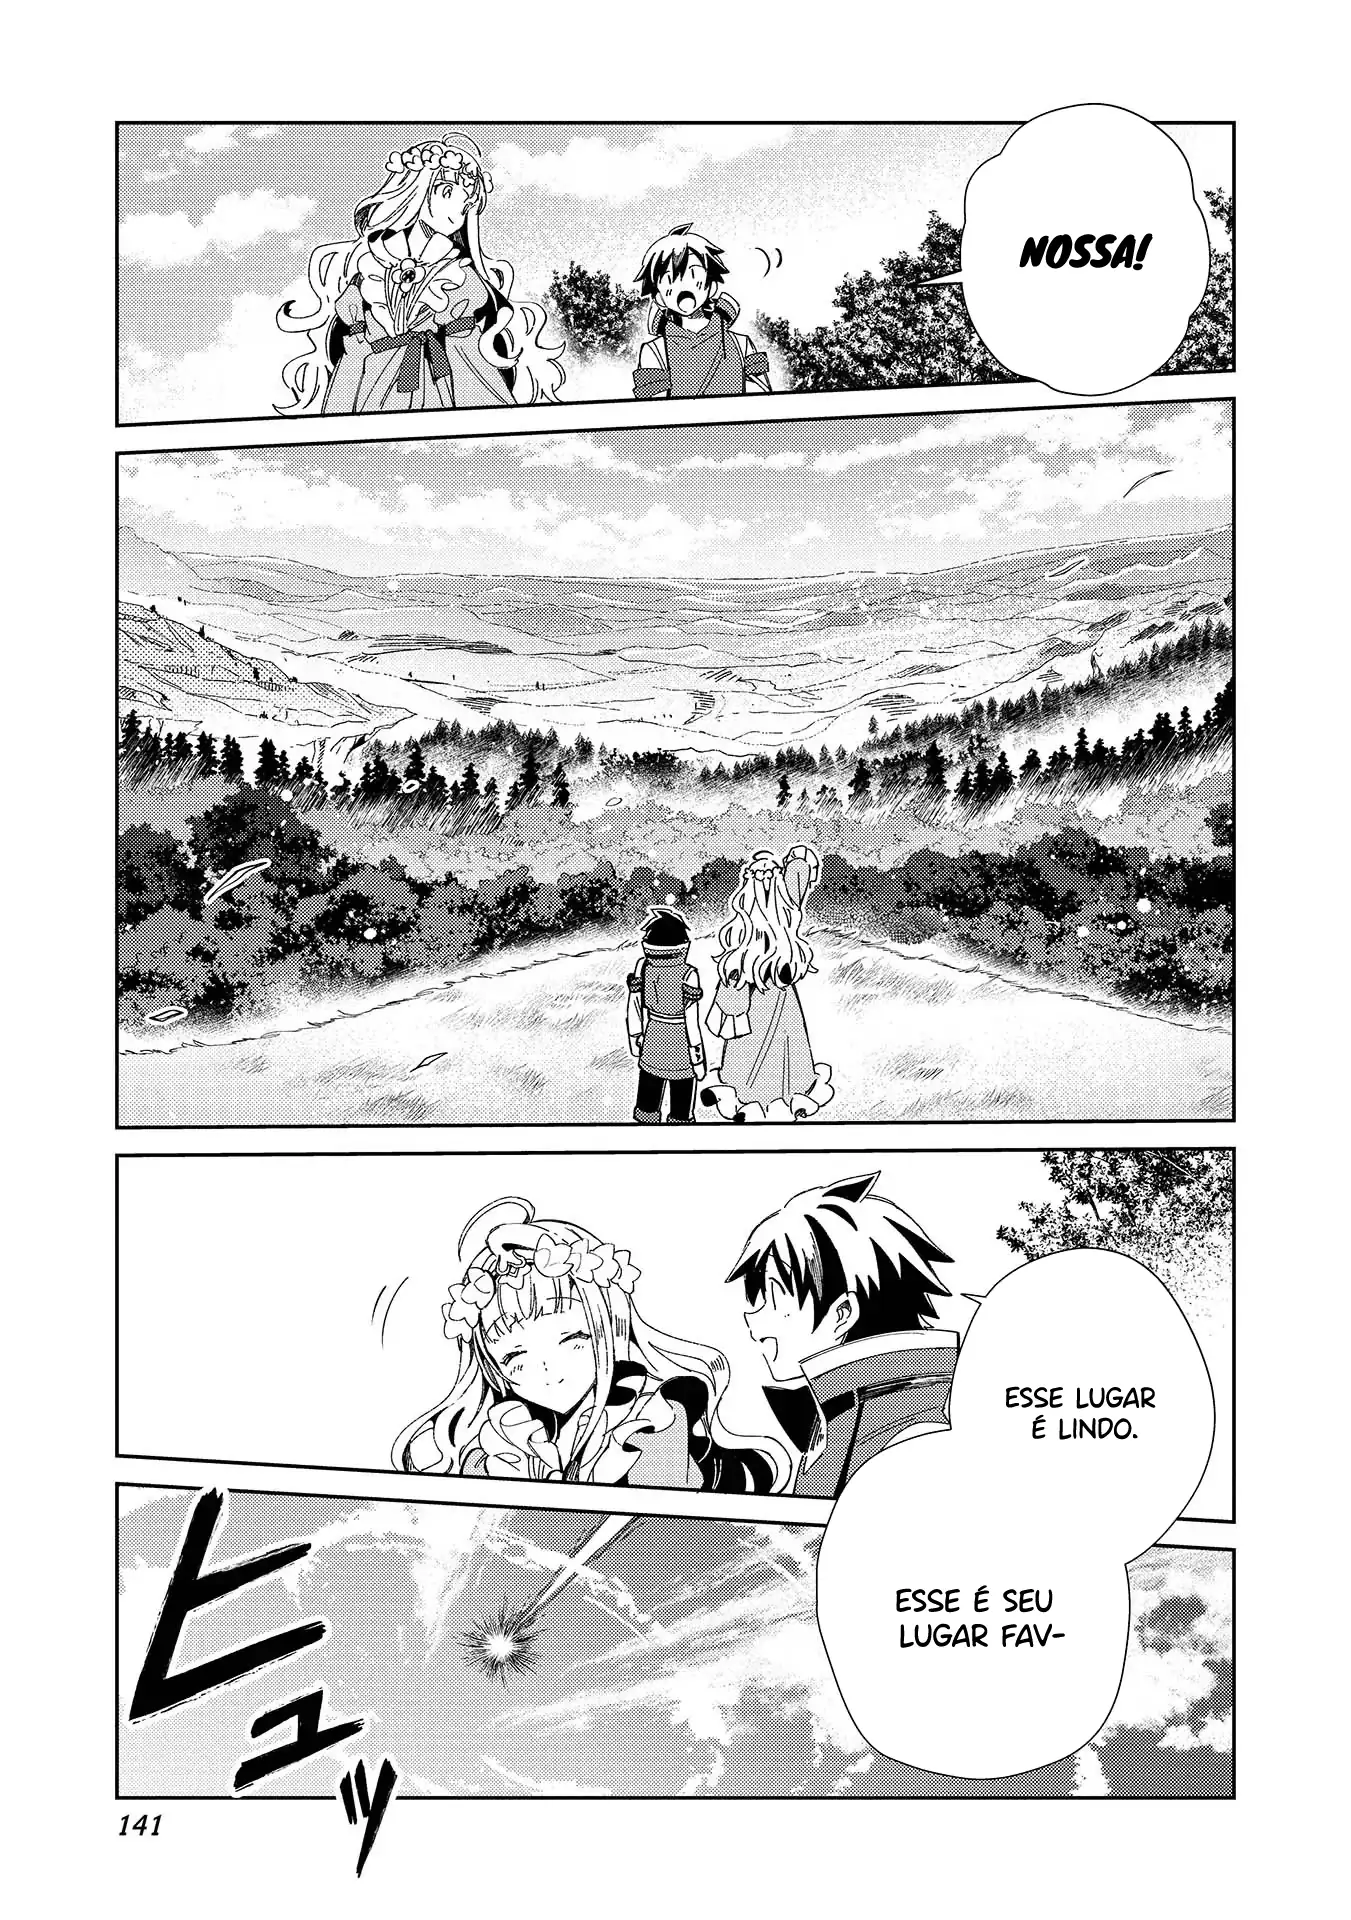 NOSSA!
ESSE LUGAR
É LINDO.
ESSE É SEU
LUGAR FAV-
ヒュッ
141